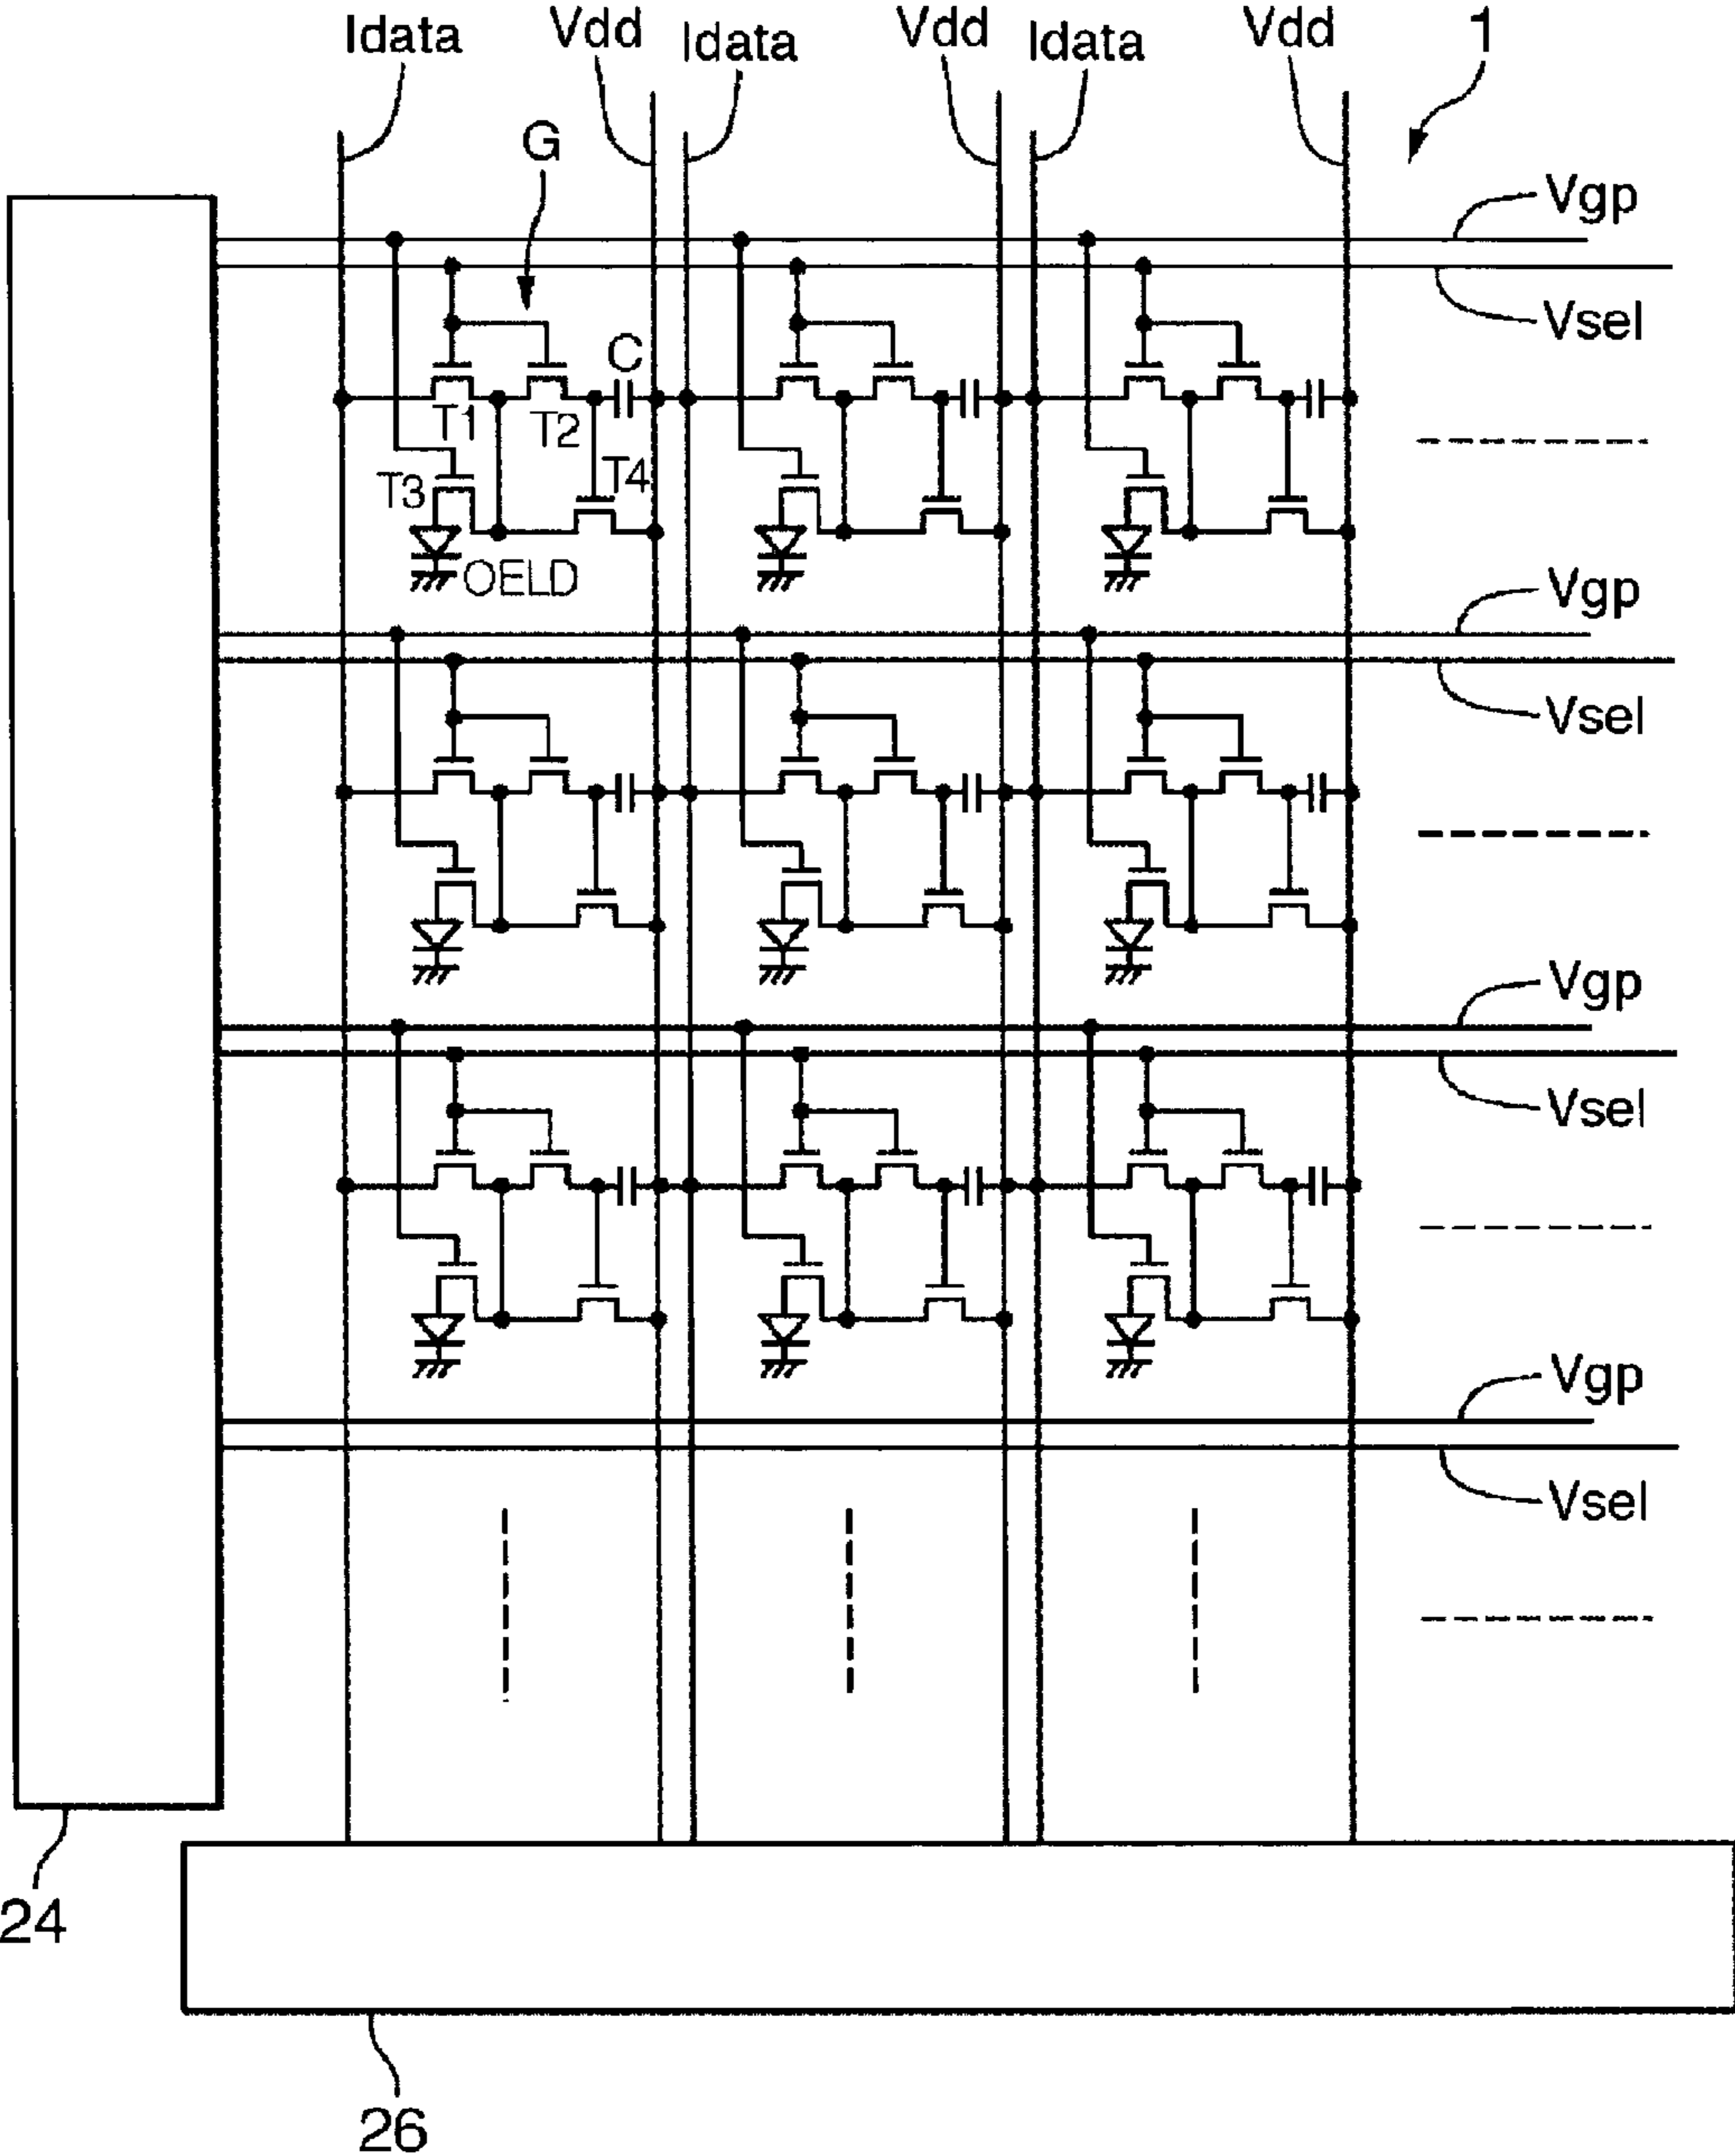 Idata Vdd Idata Vdd Idata Vdd 1
G
Vgp
Vsel
C
T1 T2
T3 T4
OELD
Vgp
Vsel
Vgp
Vsel
Vgp
Vsel
24
26